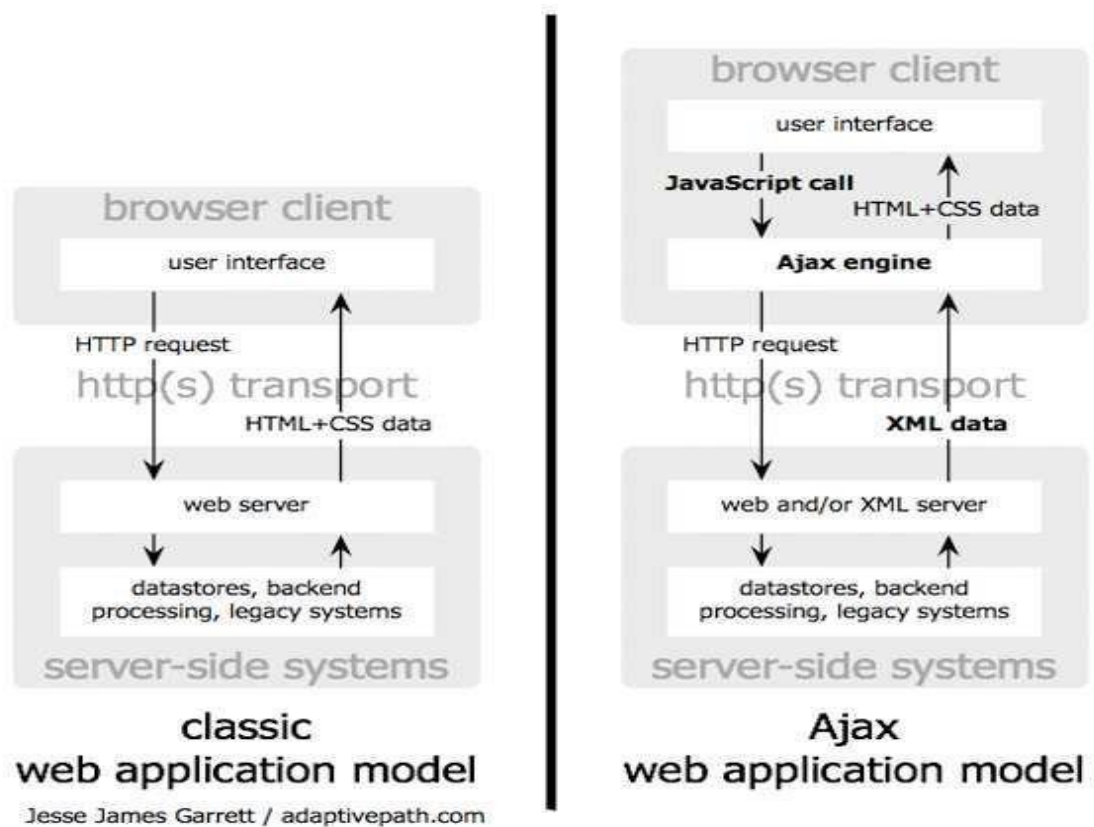 browser client
user interface
HTTP request
http(s) transport
HTML+CSS data
web server
datastores, backend
processing, legacy systems
server-side systems
classic
web application model
Jesse James Garrett / adaptivepath.com
browser client
user interface
JavaScript call
HTML+CSS data
Ajax engine
HTTP request
http(s) transport
XML data
web and/or XML server
datastores, backend
processing, legacy systems
server-side systems
Ajax
web application model